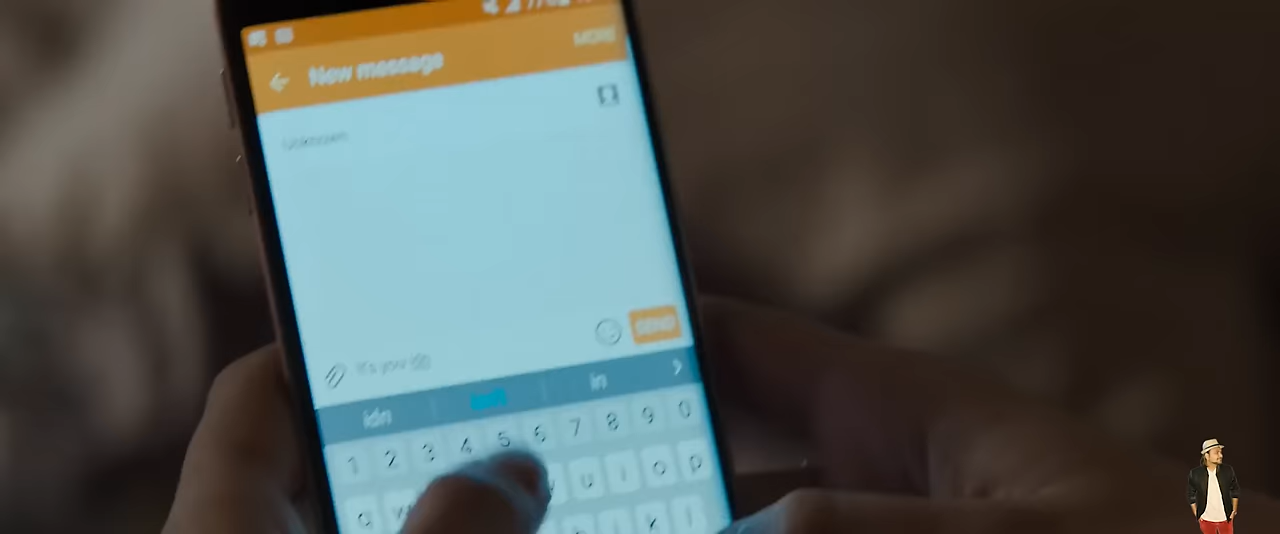 New message
MORE
Unknown
It's you
SEND
idn
in
1 2 3 4 5 6 7 8 9 0
u i o p